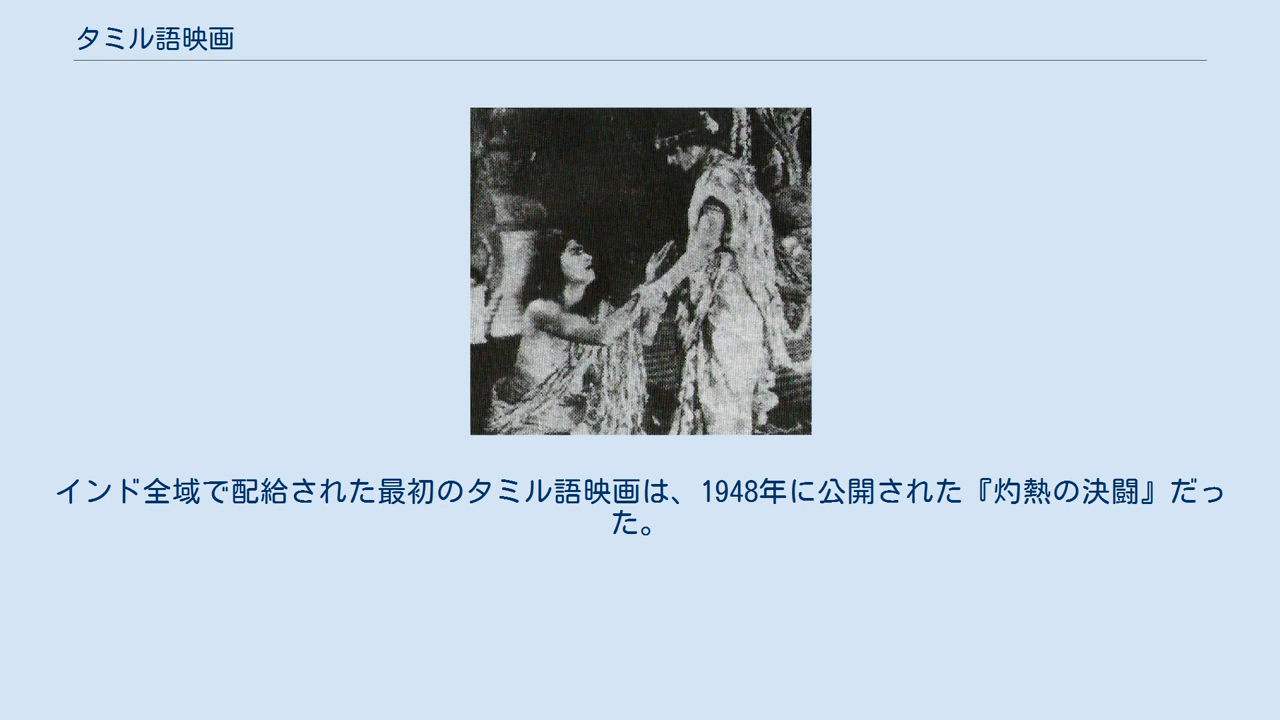 タミル語映画
インド全域で配給された最初のタミル語映画は、1948年に公開された『灼熱の決闘』だっ
た。